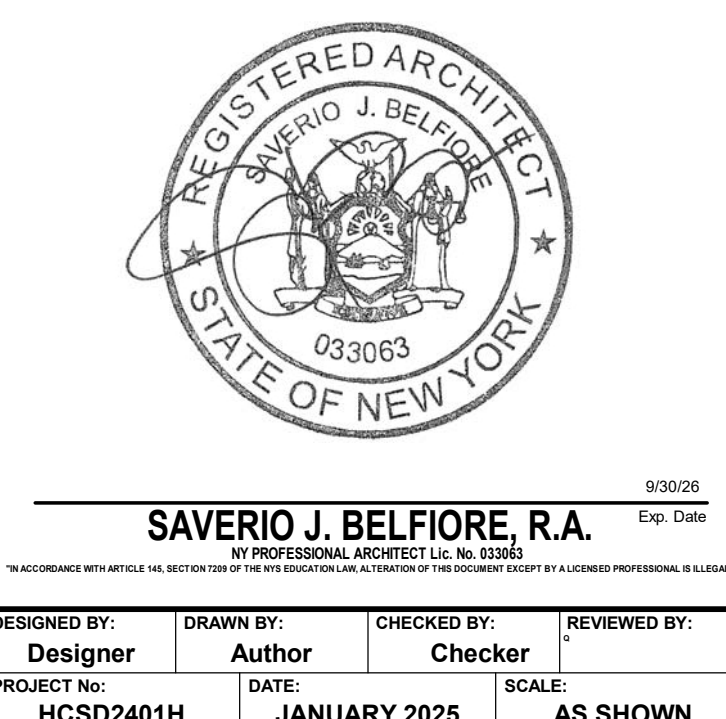 REGISTERED ARCHITECT
SAVERIO J. BELFIORE
033063
STATE OF NEW YORK
9/30/26
SAVERIO J. BELFIORE, R.A.
Exp. Date
NY PROFESSIONAL ARCHITECT Lic. No. 033063
"IN ACCORDANCE WITH ARTICLE 145, SECTION 7209 OF THE NYS EDUCATION LAW, ALTERATION OF THIS DOCUMENT EXCEPT BY A LICENSED PROFESSIONAL IS ILLEGAL
DESIGNED BY: DRAWN BY: CHECKED BY: REVIEWED BY:
Designer Author Checker Q
PROJECT No: DATE: SCALE:
HCSD2401H JANUARY 2025 AS SHOWN